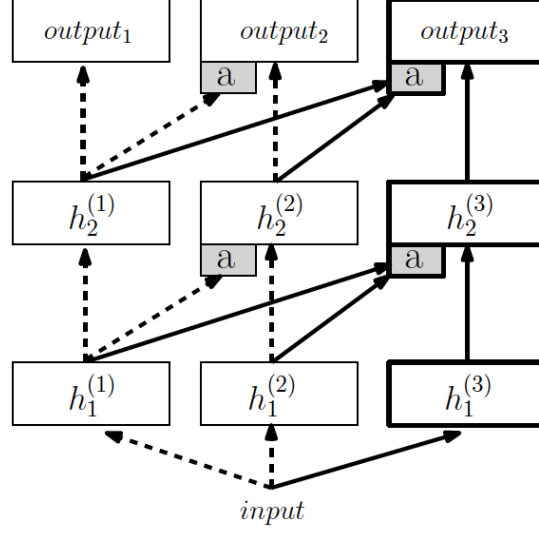 output₁ output₂ output₃
a a
h₂⁽¹⁾ h₂⁽²⁾ h₂⁽³⁾
a a
h₁⁽¹⁾ h₁⁽²⁾ h₁⁽³⁾
input